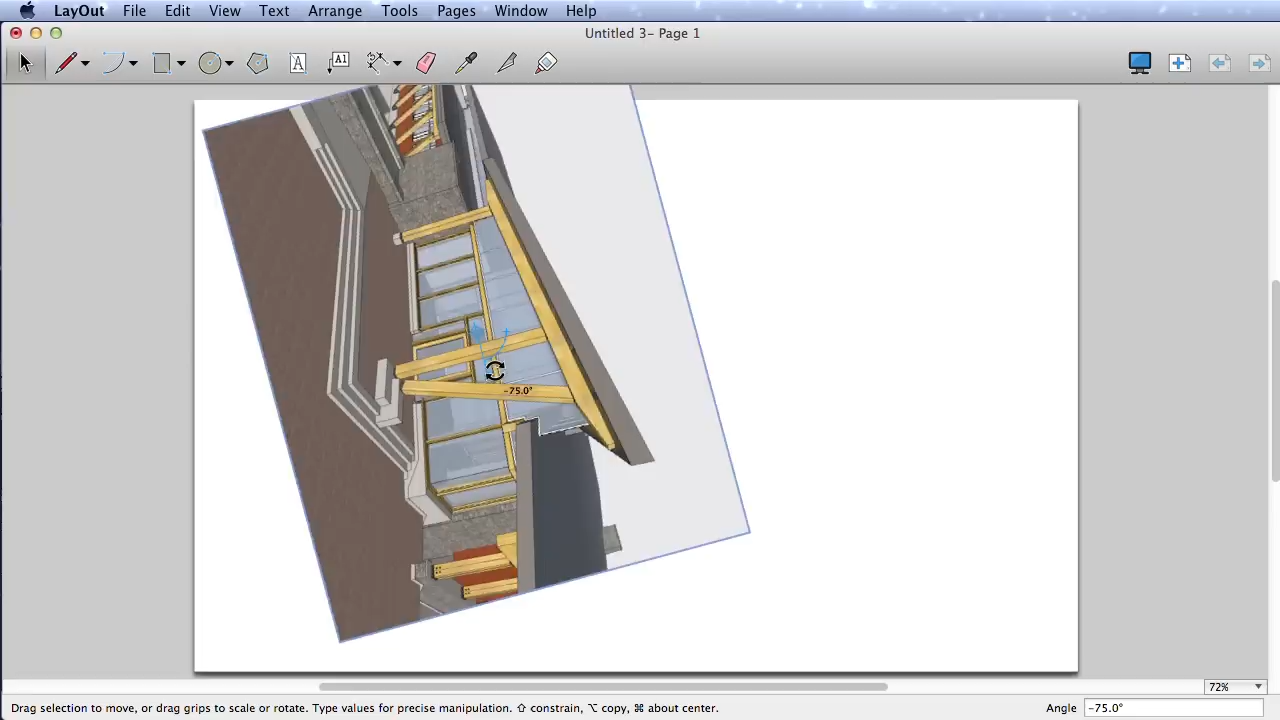 LayOut File Edit View Text Arrange Tools Pages Window Help
Untitled 3– Page 1
A A1
-75.0°
72%
Drag selection to move, or drag grips to scale or rotate. Type values for precise manipulation. ⇧ constrain, ⌥ copy, ⌘ about center. Angle -75.0°